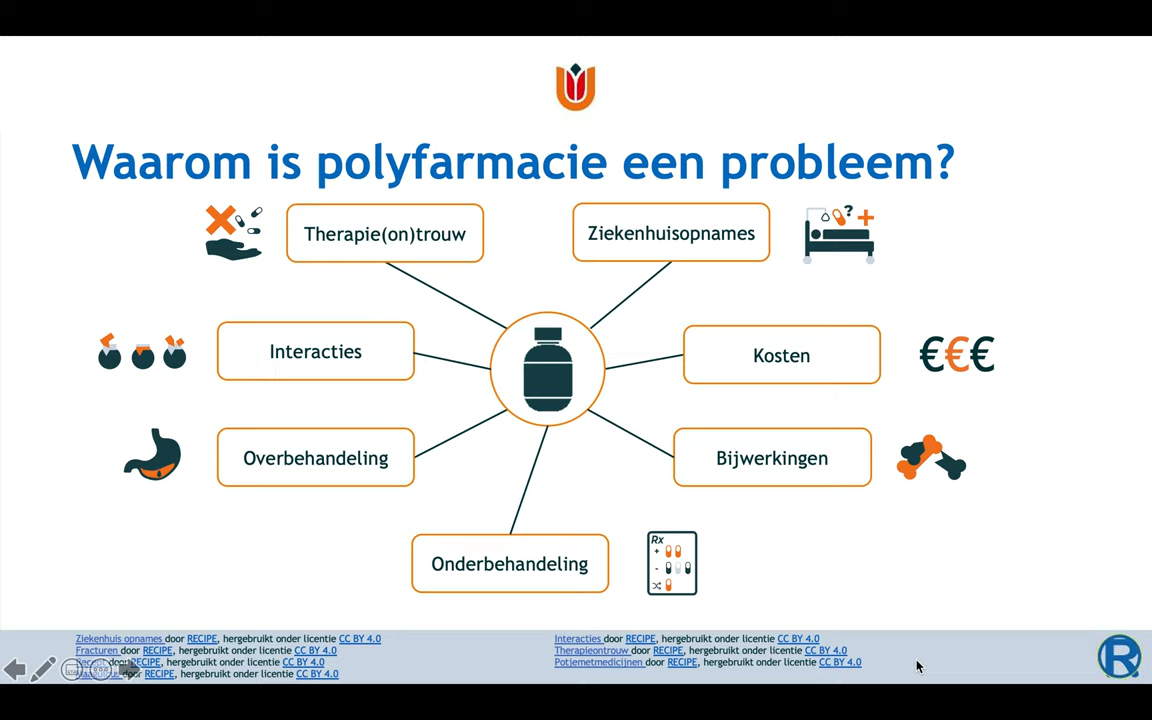 Waarom is polyfarmacie een probleem?
Therapie(on)trouw
Ziekenhuisopnames
?
Interacties
Kosten
€€€
Overbehandeling
Bijwerkingen
Onderbehandeling
Rx
+
-
Ziekenhuis opnames door RECIPE, hergebruikt onder licentie CC BY 4.0
Fracturen door RECIPE, hergebruikt onder licentie CC BY 4.0
door RECIPE, hergebruikt onder licentie CC BY 4.0
door RECIPE, hergebruikt onder licentie CC BY 4.0
Interacties door RECIPE, hergebruikt onder licentie CC BY 4.0
Therapieontrouw door RECIPE, hergebruikt onder licentie CC BY 4.0
Potjemetmedicijnen door RECIPE, hergebruikt onder licentie CC BY 4.0
R